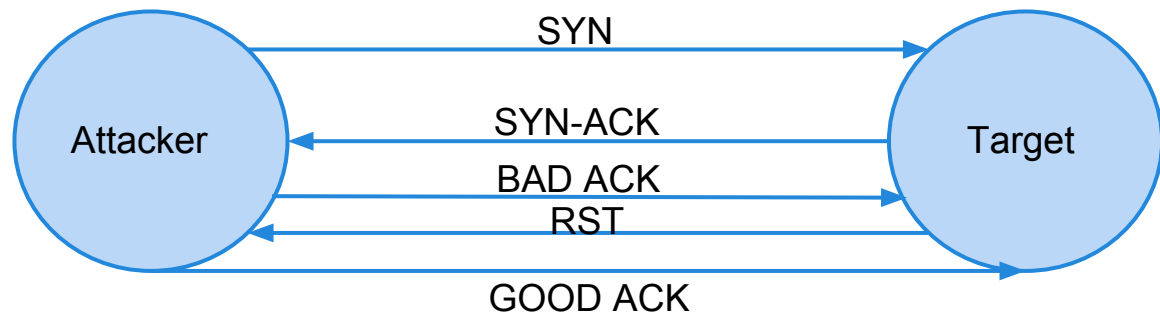 SYN
SYN-ACK
Attacker
Target
BAD ACK
RST
GOOD ACK